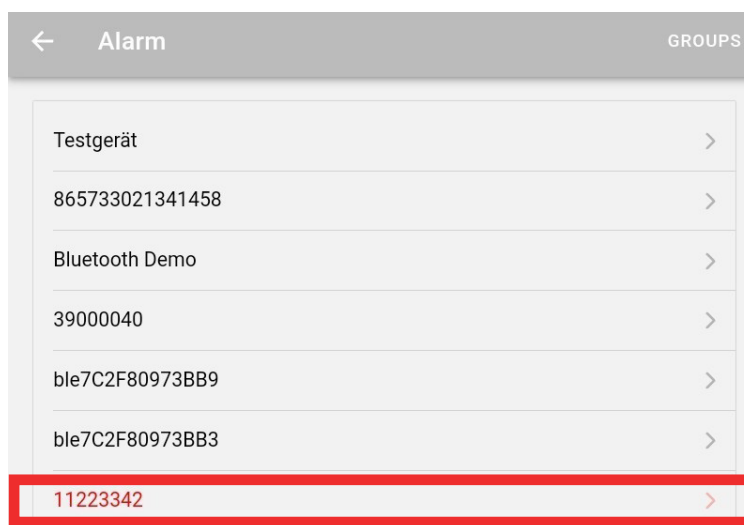 Alarm
GROUPS
Testgerät
865733021341458
Bluetooth Demo
39000040
ble7C2F80973BB9
ble7C2F80973BB3
11223342